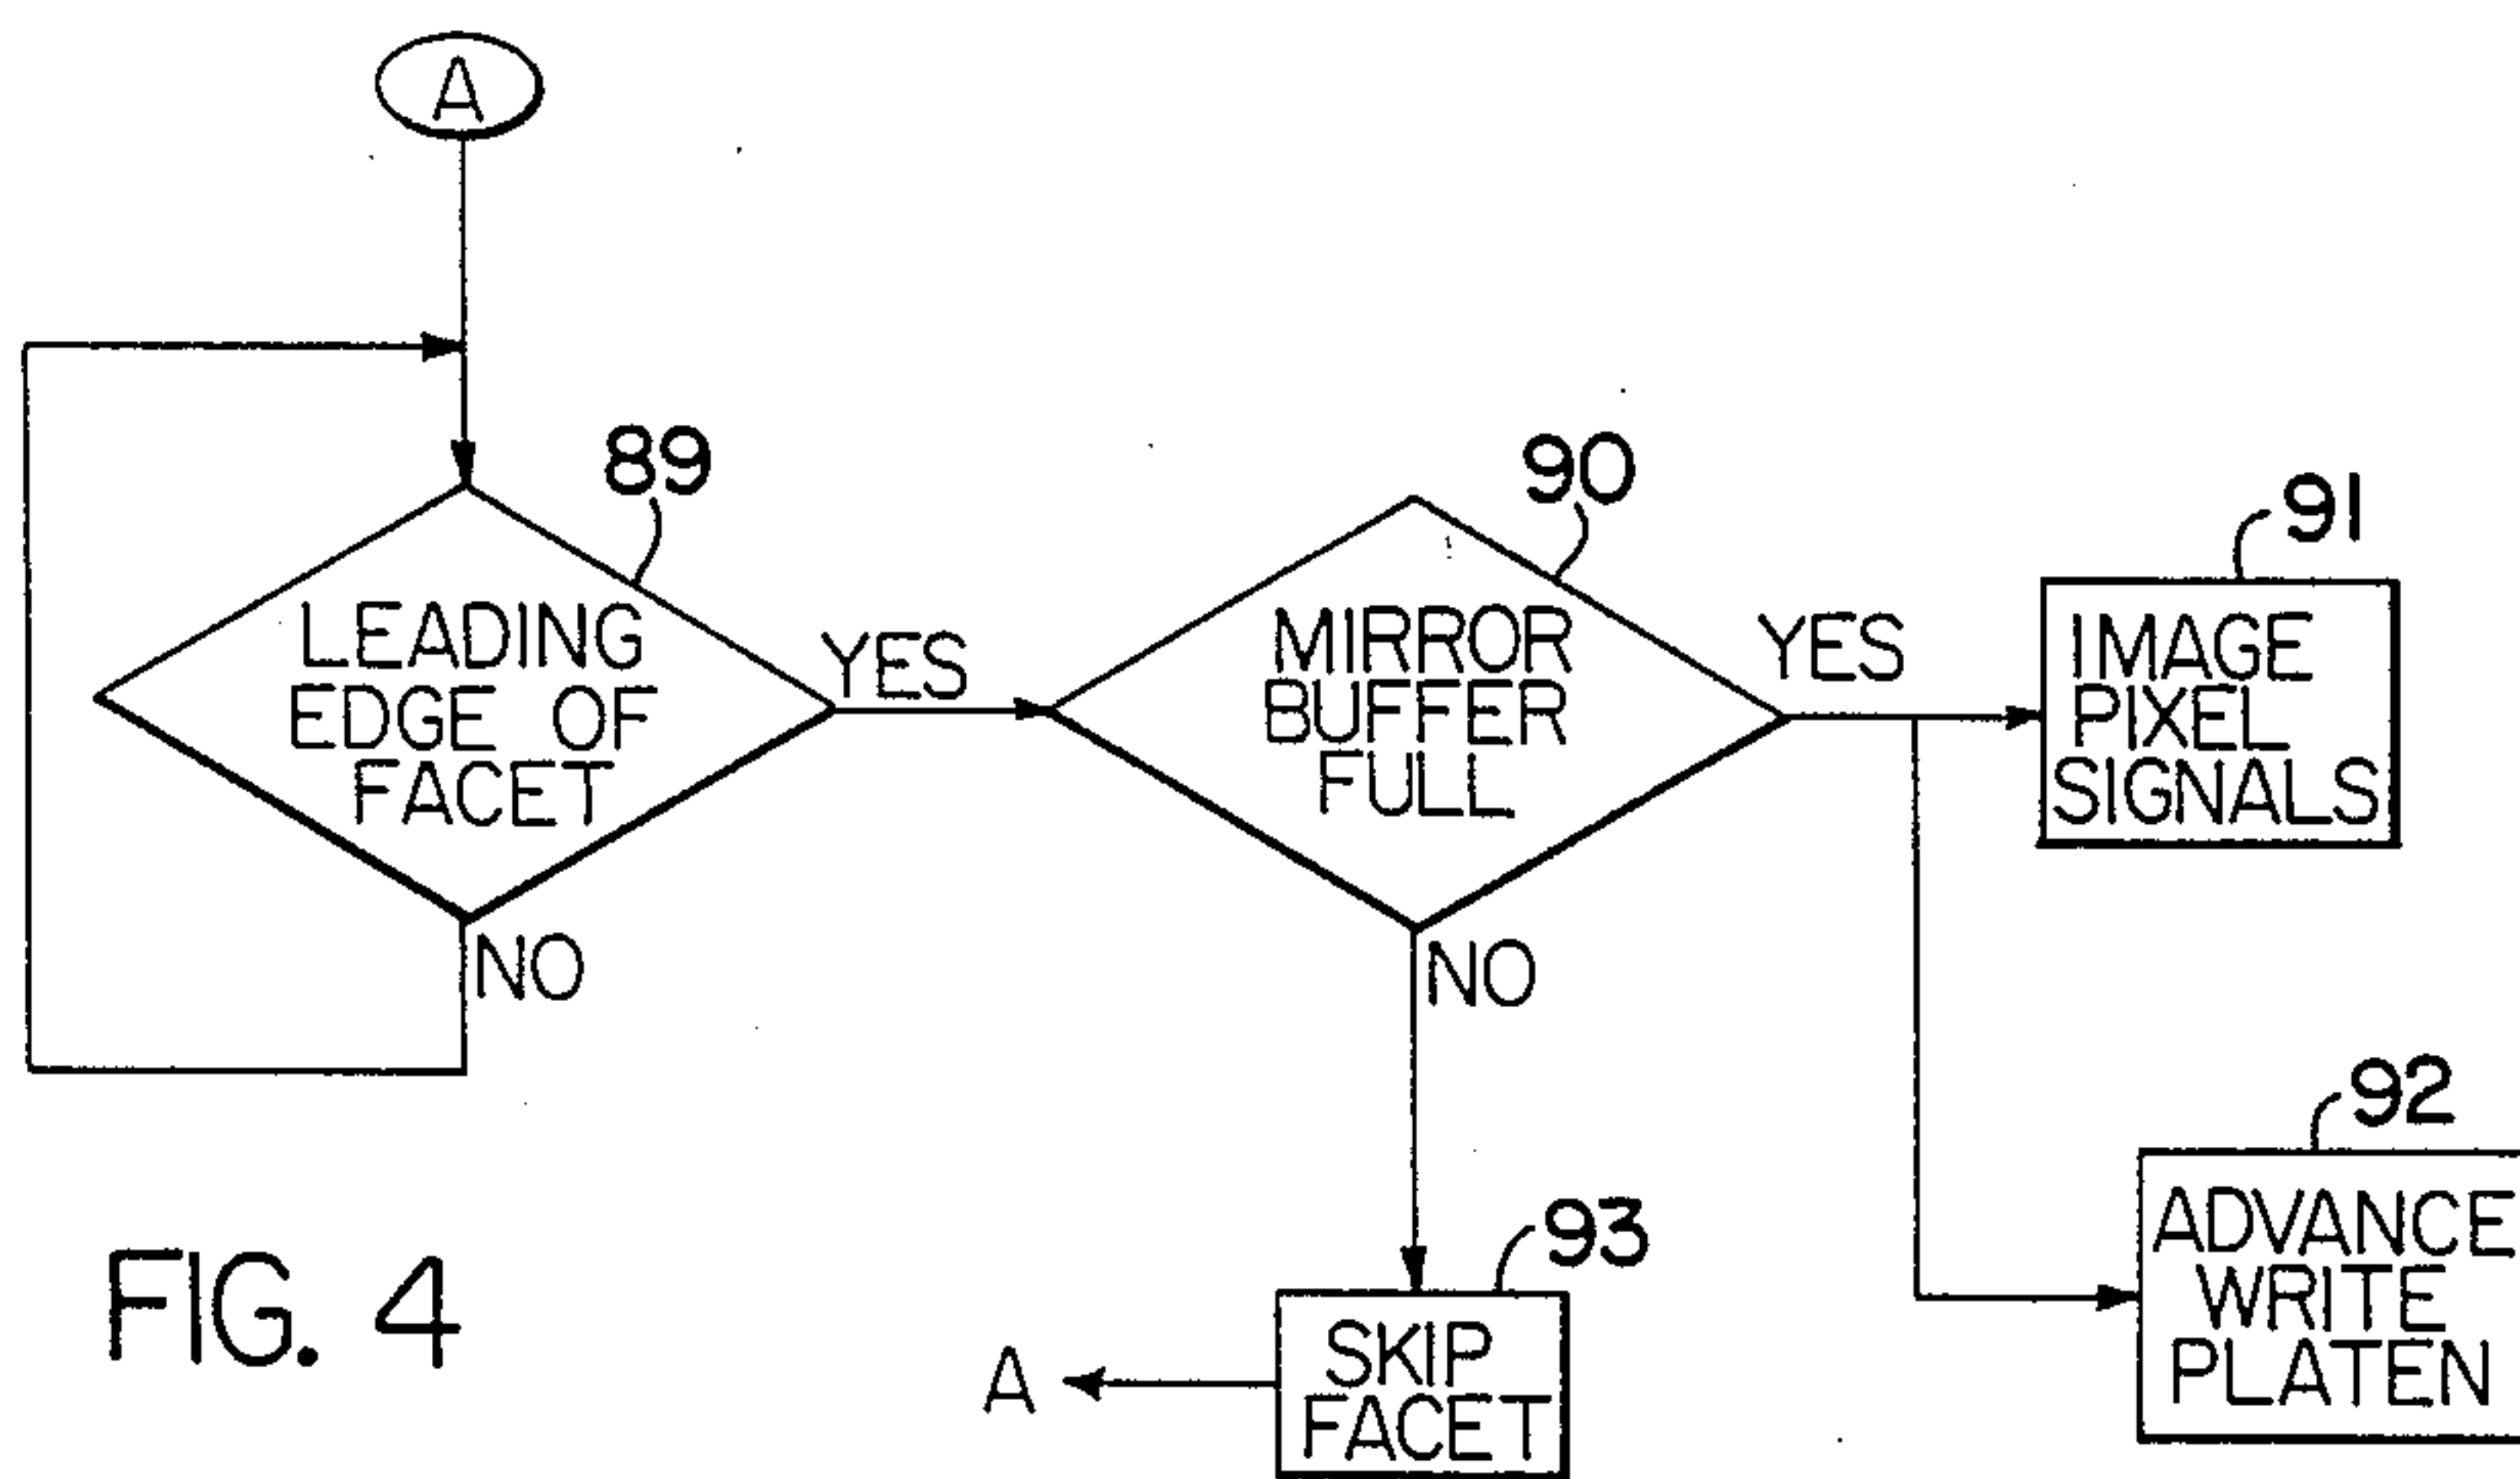 A
89
LEADING
EDGE OF
FACET
YES
NO
90
MIRROR
BUFFER
FULL
YES
NO
91
IMAGE
PIXEL
SIGNALS
92
ADVANCE
WRITE
PLATEN
93
SKIP
FACET
A
FIG. 4